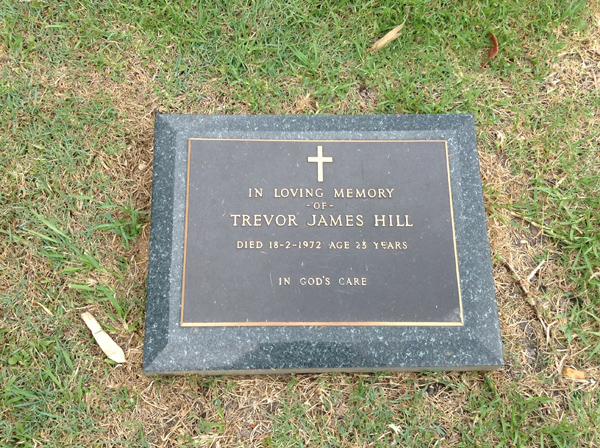 IN LOVING MEMORY
-OF-
TREVOR JAMES HILL
DIED 18-2-1972 AGE 23 YEARS
IN GOD'S CARE